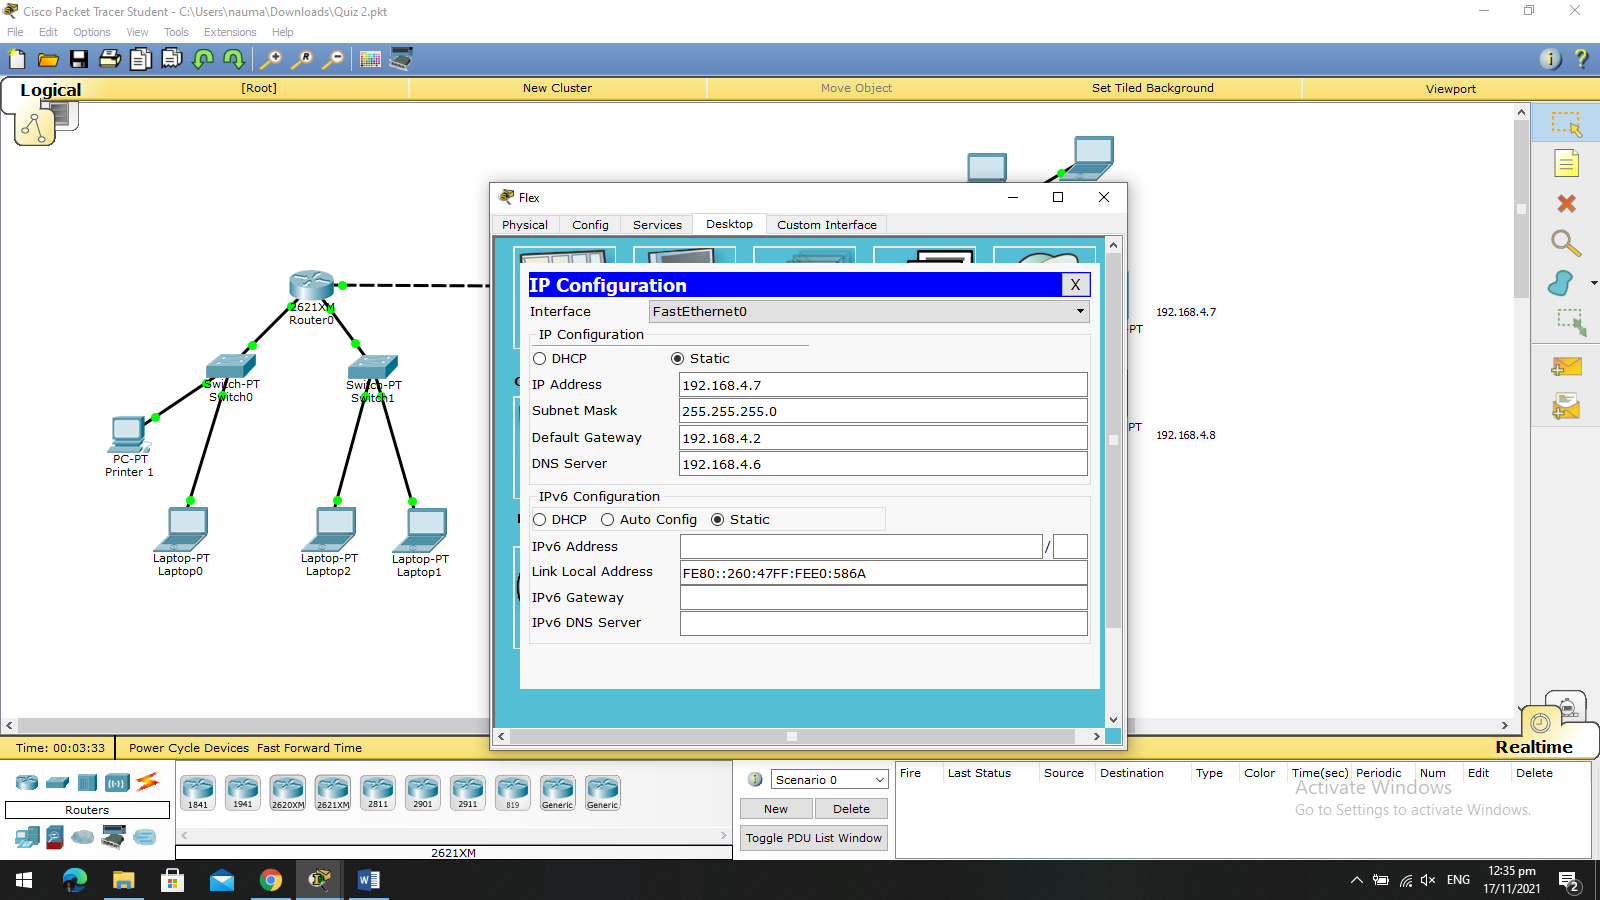 Cisco Packet Tracer Student - C:\Users\nauma\Downloads\Quiz 2.pkt
File Edit Options View Tools Extensions Help
Logical [Root] New Cluster Move Object Set Tiled Background Viewport
Flex
Physical Config Services Desktop Custom Interface
IP Configuration X
Interface FastEthernet0
IP Configuration
DHCP Static
IP Address 192.168.4.7
Subnet Mask 255.255.255.0
Default Gateway 192.168.4.2
DNS Server 192.168.4.6
IPv6 Configuration
DHCP Auto Config Static
IPv6 Address /
Link Local Address FE80::260:47FF:FEE0:586A
IPv6 Gateway
IPv6 DNS Server
2621XM
Router0
Switch-PT
Switch0
Switch-PT
Switch1
PC-PT
Printer 1
Laptop-PT
Laptop0
Laptop-PT
Laptop2
Laptop-PT
Laptop1
192.168.4.7
PT
192.168.4.8
PT
Realtime
Time: 00:03:33 Power Cycle Devices Fast Forward Time
Routers
1841 1941 2620XM 2621XM 2811 2901 2911 819 Generic Generic
2621XM
Scenario 0
New Delete
Toggle PDU List Window
Fire Last Status Source Destination Type Color Time(sec) Periodic Num Edit Delete
Activate Windows
Go to Settings to activate Windows.
ENG
12:35 pm
17/11/2021
2